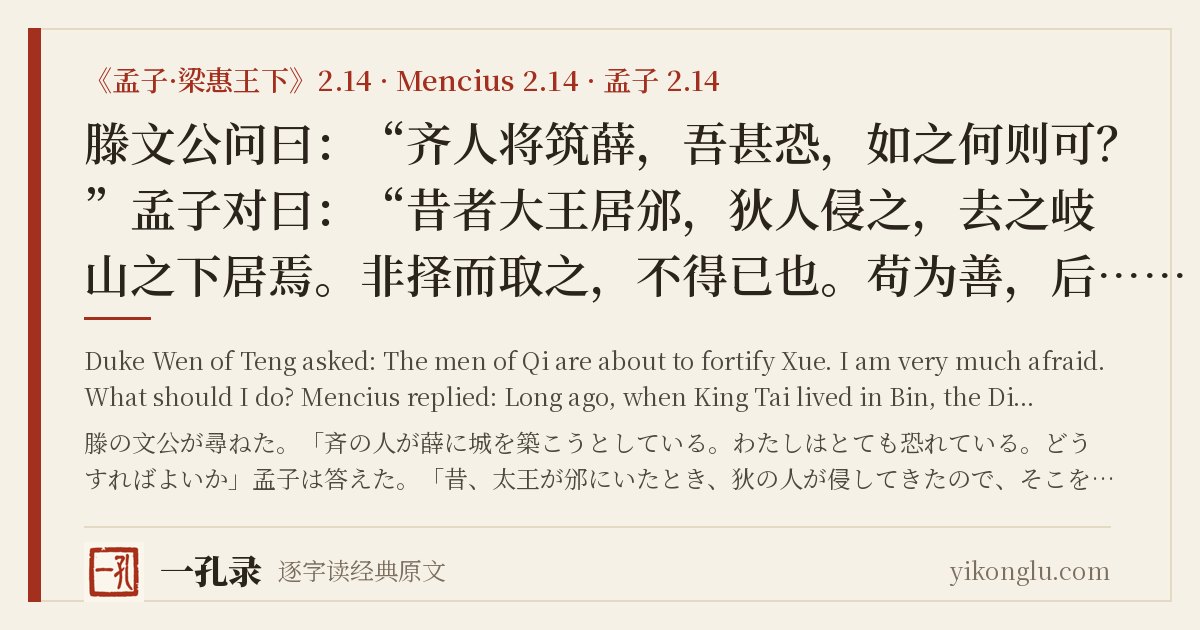 《孟子·梁惠王下》2.14 · Mencius 2.14 · 孟子 2.14
滕文公问曰：“齐人将筑薛，吾甚恐，如之何则可？
”孟子对曰：“昔者大王居邠，狄人侵之，去之岐
山之下居焉。非择而取之，不得已也。苟为善，后……
Duke Wen of Teng asked: The men of Qi are about to fortify Xue. I am very much afraid.
What should I do? Mencius replied: Long ago, when King Tai lived in Bin, the Di...
滕の文公が尋ねた。「斉の人が薛に城を築こうとしている。わたしはとても恐れている。どう
すればよいか」孟子は答えた。「昔、太王が邠にいたとき、狄の人が侵してきたので、そこを…
一孔
一孔录 逐字读经典原文
yikonglu.com